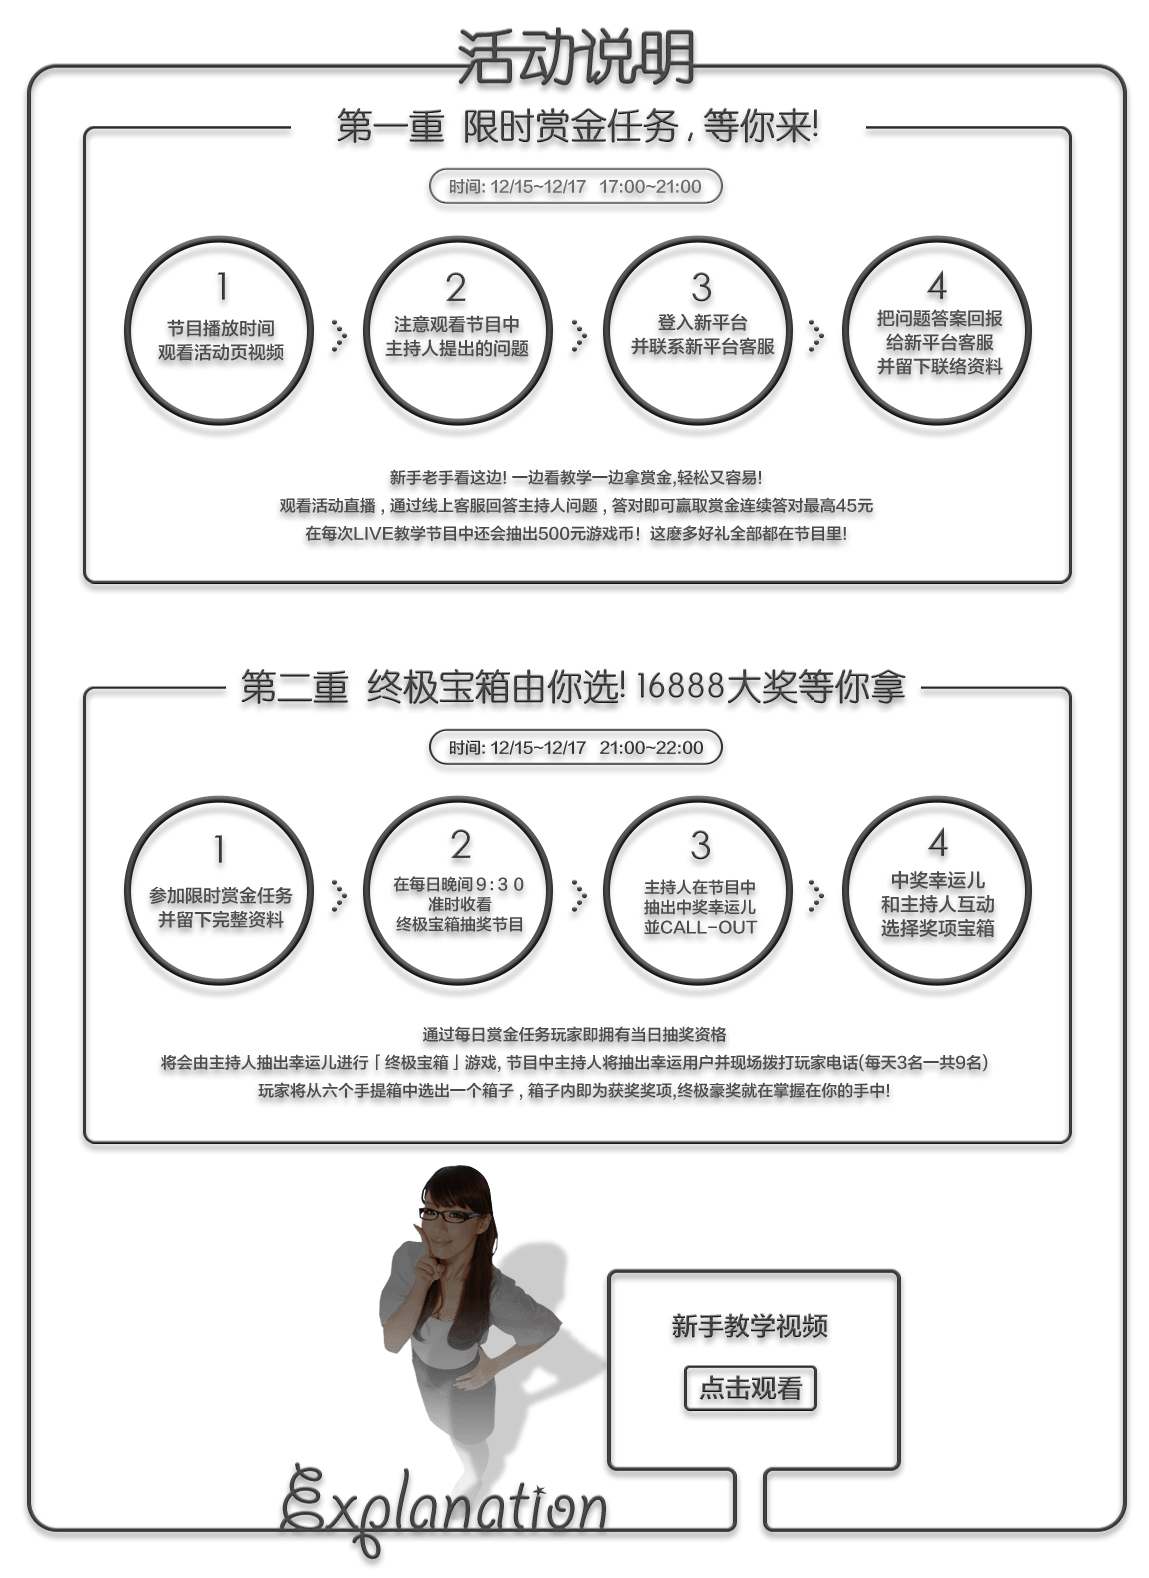 活动说明
第一重 限时赏金任务,等你来!
时间: 12/15~12/17 17:00~21:00
1
节目播放时间
观看活动页视频
2
注意观看节目中
主持人提出的问题
3
登入新平台
并联系新平台客服
4
把问题答案回报
给新平台客服
并留下联络资料
新手老手看这边! 一边看教学一边拿赏金,轻松又容易!
观看活动直播,通过线上客服回答主持人问题,答对即可赢取赏金连续答对最高45元
在每次LIVE教学节目中还会抽出500元游戏币! 这麽多好礼全部都在节目里!
第二重 终极宝箱由你选! 16888大奖等你拿
时间: 12/15~12/17 21:00~22:00
1
参加限时赏金任务
并留下完整资料
2
在每日晚间9:30
准时收看
终极宝箱抽奖节目
3
主持人在节目中
抽出中奖幸运儿
並CALL-OUT
4
中奖幸运儿
和主持人互动
选择奖项宝箱
通过每日赏金任务玩家即拥有当日抽奖资格
将会由主持人抽出幸运儿进行「终极宝箱」游戏, 节目中主持人将抽出幸运用户并现场拨打玩家电话(每天3名一共9名)
玩家将从六个手提箱中选出一个箱子,箱子内即为获奖奖项,终极豪奖就在掌握在你的手中!
新手教学视频
点击观看
Explanation